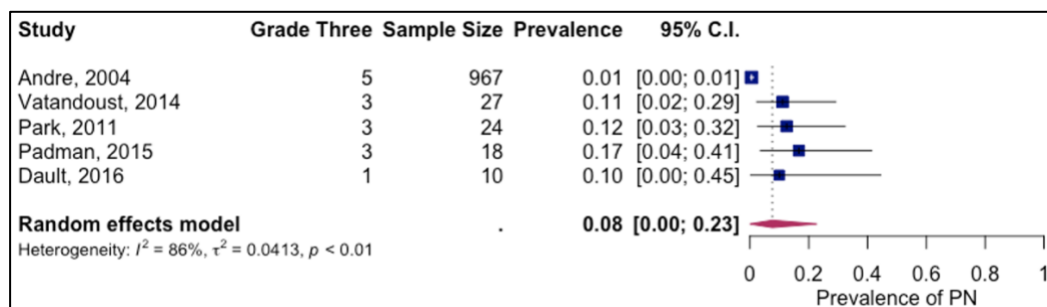 Study Grade Three Sample Size Prevalence 95% C.I.
Andre, 2004 5 967 0.01 [0.00; 0.01]
Vatandoust, 2014 3 27 0.11 [0.02; 0.29]
Park, 2011 3 24 0.12 [0.03; 0.32]
Padman, 2015 3 18 0.17 [0.04; 0.41]
Dault, 2016 1 10 0.10 [0.00; 0.45]
Random effects model . 0.08 [0.00; 0.23]
Heterogeneity: I² = 86%, τ² = 0.0413, p < 0.01
0 0.2 0.4 0.6 0.8 1
Prevalence of PN